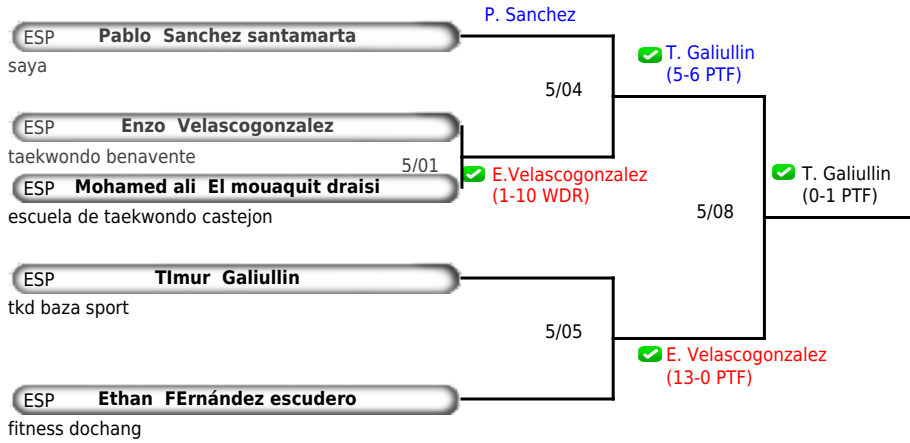 P. Sanchez
ESP Pablo Sanchez santamarta
saya
T. Galiullin
(5-6 PTF)
5/04
ESP Enzo Velascogonzalez
taekwondo benavente
5/01
E.Velascogonzalez
(1-10 WDR)
ESP Mohamed ali El mouaquit draisi
escuela de taekwondo castejon
T. Galiullin
(0-1 PTF)
5/08
ESP TImur Galiullin
tkd baza sport
5/05
E. Velascogonzalez
(13-0 PTF)
ESP Ethan FErnández escudero
fitness dochang